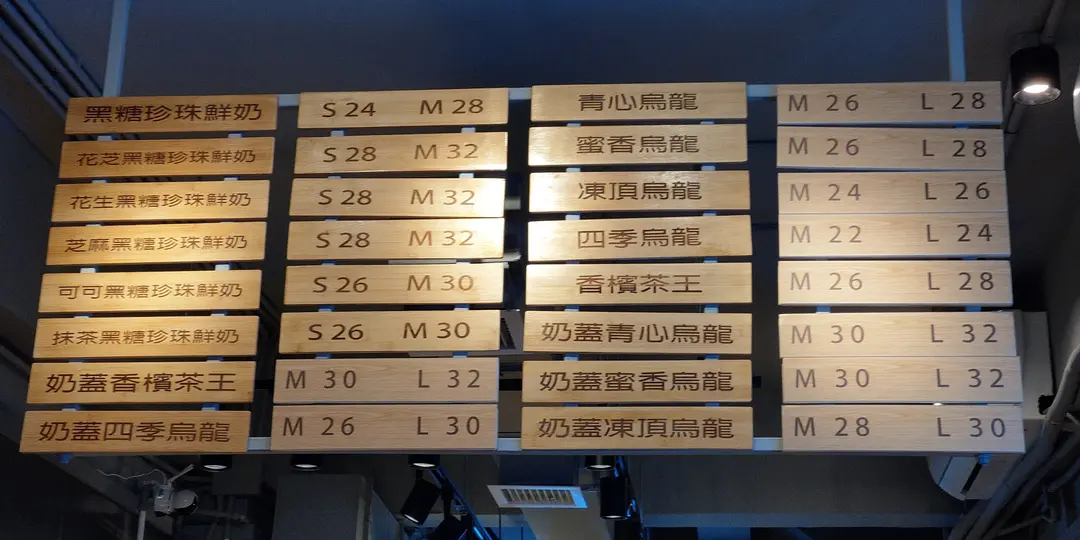 黑糖珍珠鮮奶 S 24 M 28
花芝黑糖珍珠鮮奶 S 28 M 32
花生黑糖珍珠鮮奶 S 28 M 32
芝麻黑糖珍珠鮮奶 S 28 M 32
可可黑糖珍珠鮮奶 S 26 M 30
抹茶黑糖珍珠鮮奶 S 26 M 30
奶蓋香檳茶王 M 30 L 32
奶蓋四季烏龍 M 26 L 30
青心烏龍 M 26 L 28
蜜香烏龍 M 26 L 28
凍頂烏龍 M 24 L 26
四季烏龍 M 22 L 24
香檳茶王 M 26 L 28
奶蓋青心烏龍 M 30 L 32
奶蓋蜜香烏龍 M 30 L 32
奶蓋凍頂烏龍 M 28 L 30